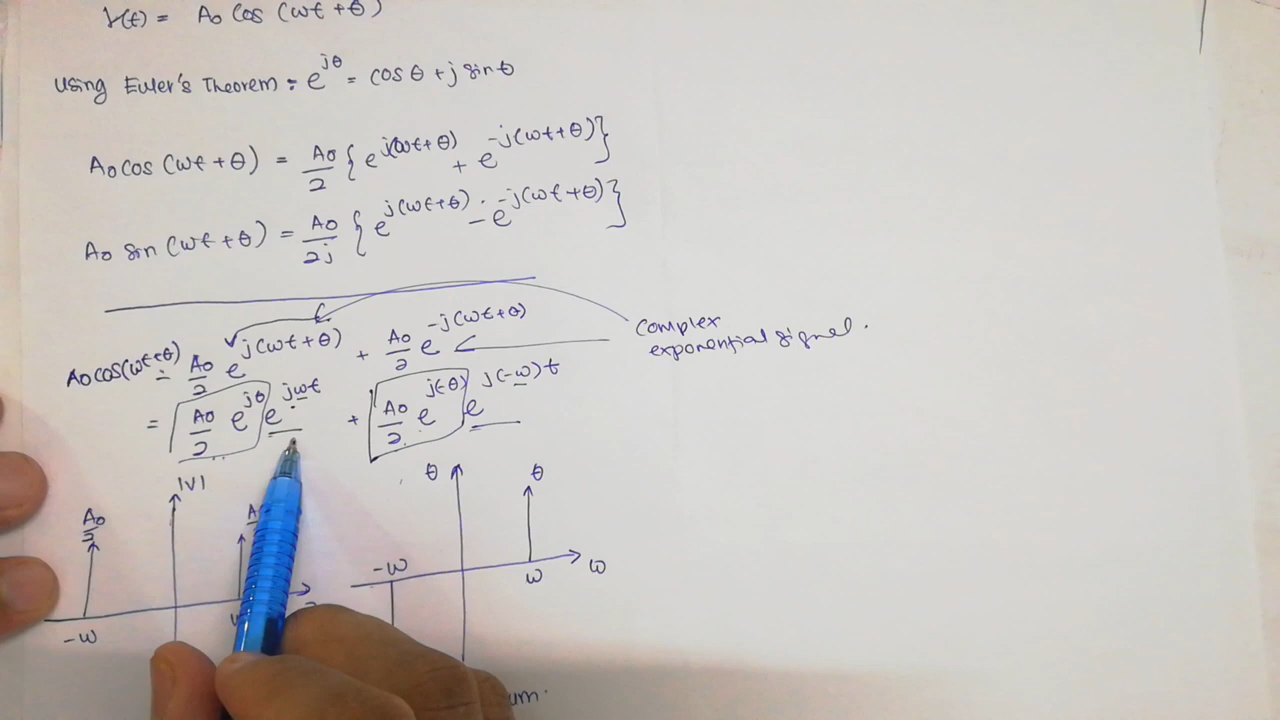 V(t) = A₀ cos (ωt + θ)
Using Euler's Theorem :- e^{jθ} = cos θ + j sin θ
A₀ cos (ωt + θ) = A₀/2 { e^{j(ωt+θ)} + e^{-j(ωt+θ)} }
A₀ sin (ωt + θ) = A₀/2j { e^{j(ωt+θ)} - e^{-j(ωt+θ)} }
A₀ cos(ωt+θ) = A₀/2 e^{j(ωt+θ)} + A₀/2 e^{-j(ωt+θ)}
complex
exponential signal.
= A₀/2 e^{jθ} e^{jωt} + A₀/2 e^{j(-θ)} e^{j(-ω)t}
|V| θ θ
A₀/2
-ω -ω ω ω